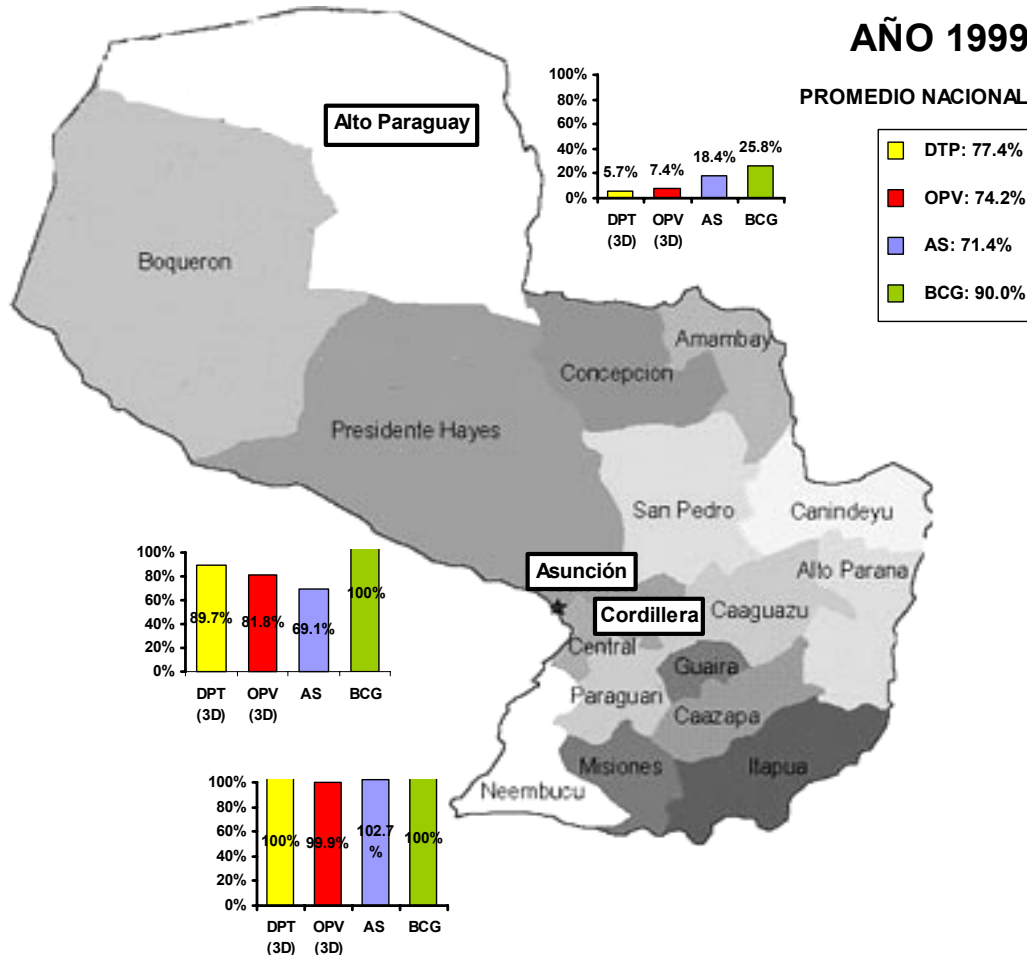 AÑO 1999
PROMEDIO NACIONAL
DTP: 77.4%
OPV: 74.2%
AS: 71.4%
BCG: 90.0%
100%
80%
60%
40%
20%
0%
5.7%
7.4%
18.4%
25.8%
DPT
(3D)
OPV
(3D)
AS
BCG
Alto Paraguay
Boqueron
Amambay
Concepcion
Presidente Hayes
San Pedro
Canindeyu
Asunción
Alto Parana
Cordillera
Caaguazu
Central
Guaira
Paraguari
Caazapa
Misiones
Itapua
Neembucu
100%
80%
60%
40%
20%
0%
89.7%
81.8%
69.1%
100%
DPT
(3D)
OPV
(3D)
AS
BCG
100%
80%
60%
40%
20%
0%
100%
99.9%
102.7
%
100%
DPT
(3D)
OPV
(3D)
AS
BCG